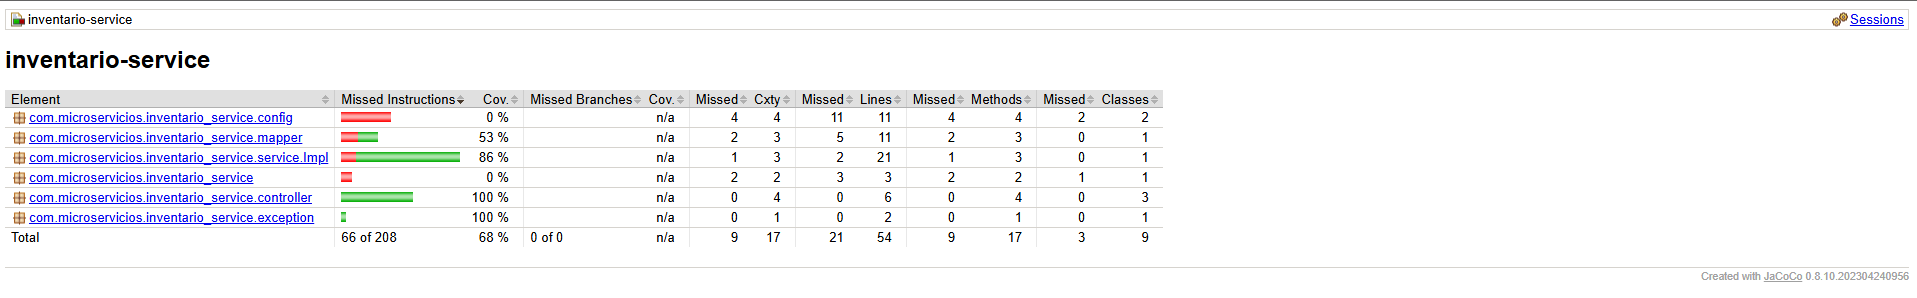 inventario-service Sessions
inventario-service
Element Missed Instructions Cov. Missed Branches Cov. Missed Cxty Missed Lines Missed Methods Missed Classes
com.microservicios.inventario_service.config 0 % n/a 4 4 11 11 4 4 2 2
com.microservicios.inventario_service.mapper 53 % n/a 2 3 5 11 2 3 0 1
com.microservicios.inventario_service.service.Impl 86 % n/a 1 3 2 21 1 3 0 1
com.microservicios.inventario_service 0 % n/a 2 2 3 3 2 2 1 1
com.microservicios.inventario_service.controller 100 % n/a 0 4 0 6 0 4 0 3
com.microservicios.inventario_service.exception 100 % n/a 0 1 0 2 0 1 0 1
Total 66 of 208 68 % 0 of 0 n/a 9 17 21 54 9 17 3 9
Created with JaCoCo 0.8.10.202304240956